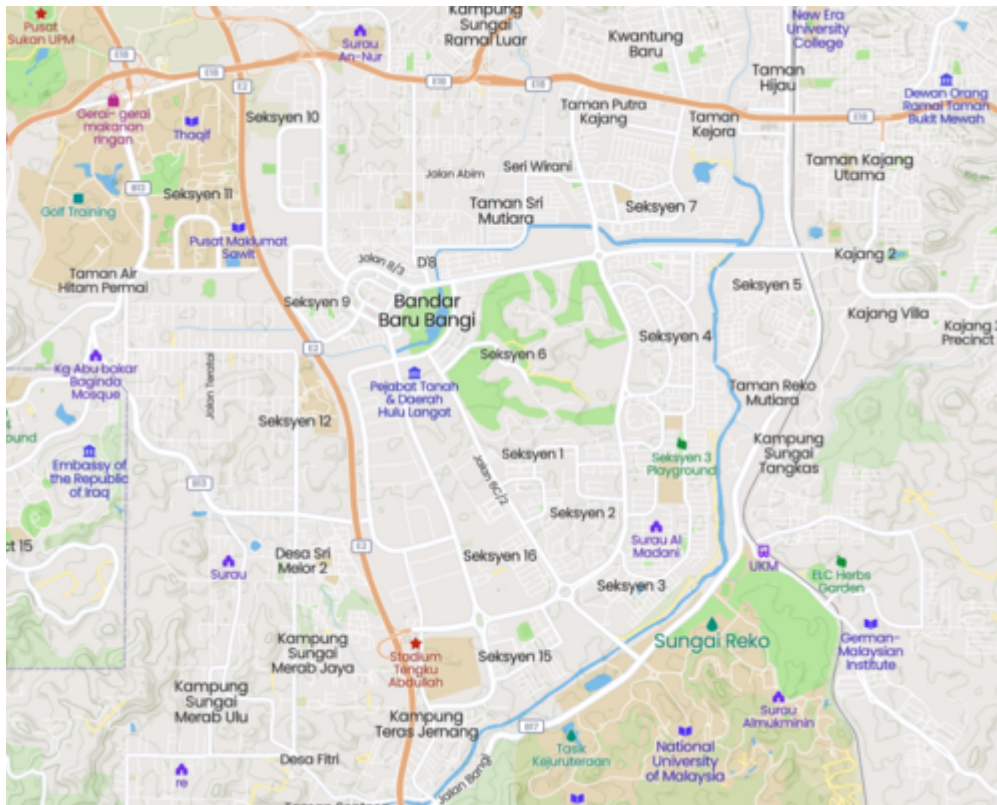 Pusat
Sukan UPM
Surau
An-Nur
Kampung
Sungai
Ramal Luar
Kwantung
Baru
New Era
University
College
Taman
Hijau
Dewan Orang
Ramai Taman
Bukit Mewah
E18
E18
E18
E18
E18
E2
Gerai- gerai
makanan
ringan
Thaqif
Seksyen 10
Taman Putra
Kajang
Taman
Kejora
Taman Kajang
Utama
Jalan Abim
Seri Wirani
B13
Seksyen 11
Golf Training
Taman Sri
Mutiara
Seksyen 7
Pusat Maklumat
Sawit
Taman Air
Hitam Permai
Jalan 8/3
D'8
Kajang 2
Seksyen 9
Bandar
Baru Bangi
Seksyen 5
Seksyen 4
Kajang Villa
Precinct
E2
Seksyen 6
Kg Abu bakar
Baginda
Mosque
Jalan Teratai
Pejabat Tanah
& Daerah
Hulu Langat
Taman Reko
Mutiara
Seksyen 12
ound
Embassy of
the Republic
of Iraq
Seksyen 1
Jalan 6C/2
Seksyen 3
Playground
Kampung
Sungai
Tangkas
B13
Seksyen 2
ct 15
Desa Sri
Melor 2
E2
Seksyen 16
Surau Al
Madani
Surau
UKM
ELC Herbs
Garden
Seksyen 3
Kampung
Sungai
Merab Jaya
Stadium
Tengku
Abdullah
Seksyen 15
Sungai Reko
German-
Malaysian
Institute
Kampung
Sungai
Merab Ulu
Kampung
Teras Jernang
B17
Surau
Almukminin
Tasik
Kejuruteraan
National
University
of Malaysia
Desa Fitri
Jalan Bangi
re